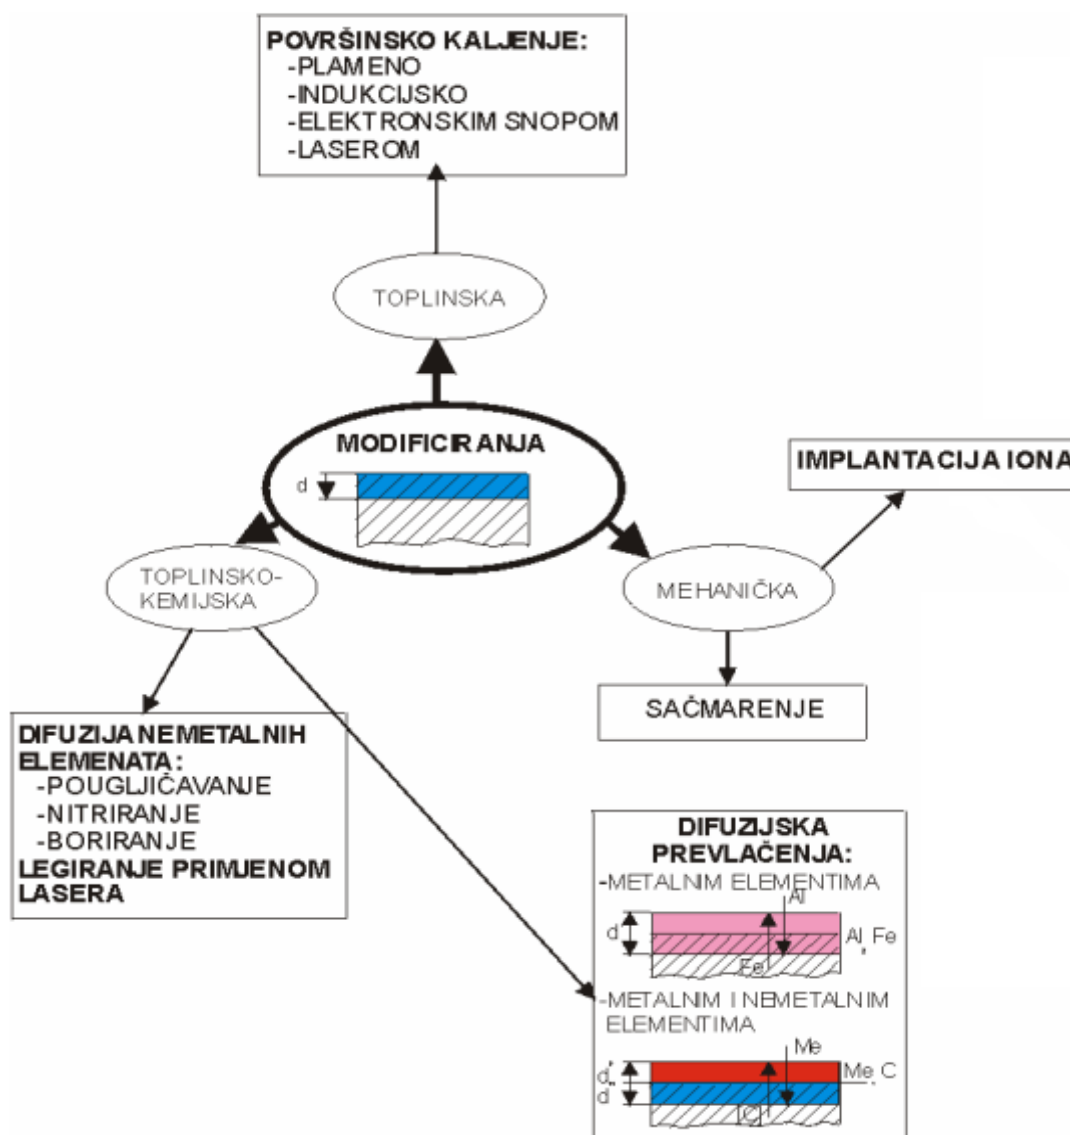 POVRŠINSKO KALJENJE:
-PLAMENO
-INDUKCIJSKO
-ELEKTRONSKIM SNOPOM
-LASEROM
TOPLINSKA
MODIFICIRANJA
d
IMPLANTACIJA IONA
TOPLINSKO-
KEMIJSKA
MEHANIČKA
SAČMARENJE
DIFUZIJA NEMETALNIH
ELEMENATA:
-POUGLJIČAVANJE
-NITRIRANJE
-BORIRANJE
LEGIRANJE PRIMJENOM
LASERA
DIFUZIJSKA
PREVLAČENJA:
-METALNIM ELEMENTIMA
Al
d
Al, Fe
Fe
-METALNIM I NEMETALNIM
ELEMENTIMA
Me
d'
Me, C
d"
|C|